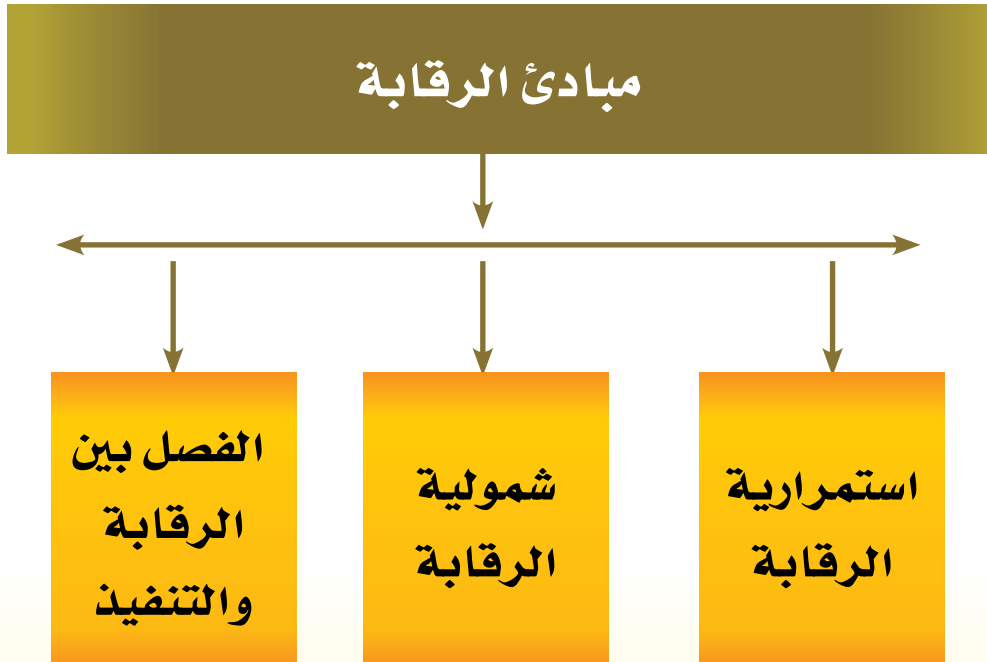 مبادئ الرقابة
استمرارية
الرقابة
شمولية
الرقابة
الفصل بين
الرقابة
والتنفيذ